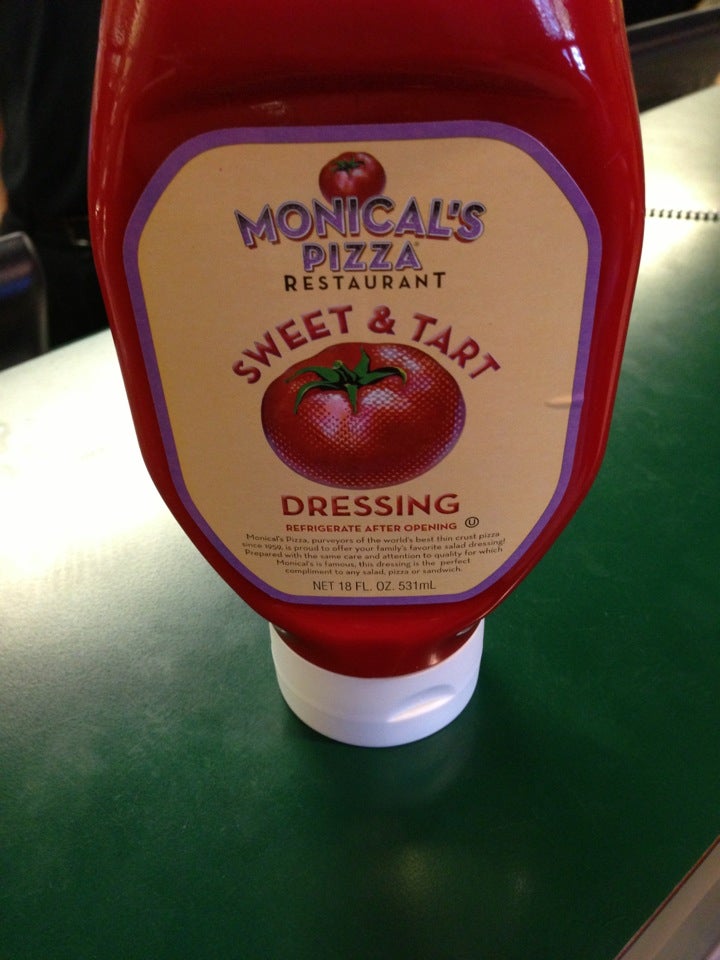 MONICAL'S
PIZZA
RESTAURANT
SWEET & TART
DRESSING
REFRIGERATE AFTER OPENING U
Monical's Pizza, purveyors of the world's best thin crust pizza
since 1959, is proud to offer your family's favorite salad dressing!
Prepared with the same care and attention to quality for which
Monical's is famous, this dressing is the perfect
compliment to any salad, pizza or sandwich.
NET 18 FL. OZ. 531mL